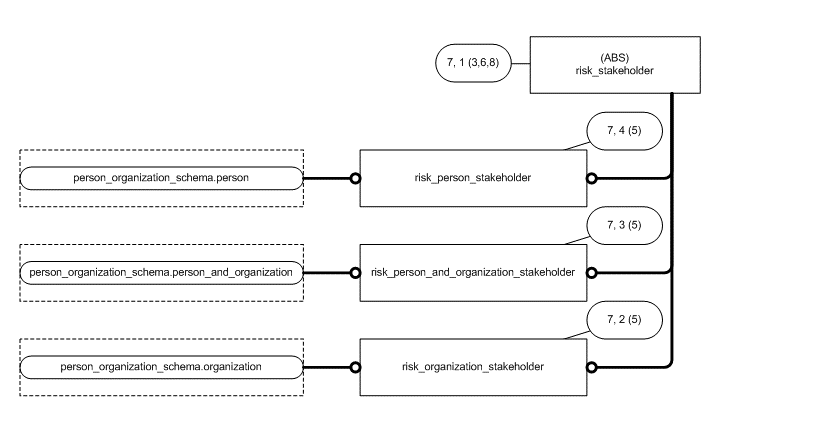 7, 1 (3,6,8)
(ABS)
risk_stakeholder
7, 4 (5)
person_organization_schema.person
risk_person_stakeholder
7, 3 (5)
person_organization_schema.person_and_organization
risk_person_and_organization_stakeholder
7, 2 (5)
person_organization_schema.organization
risk_organization_stakeholder